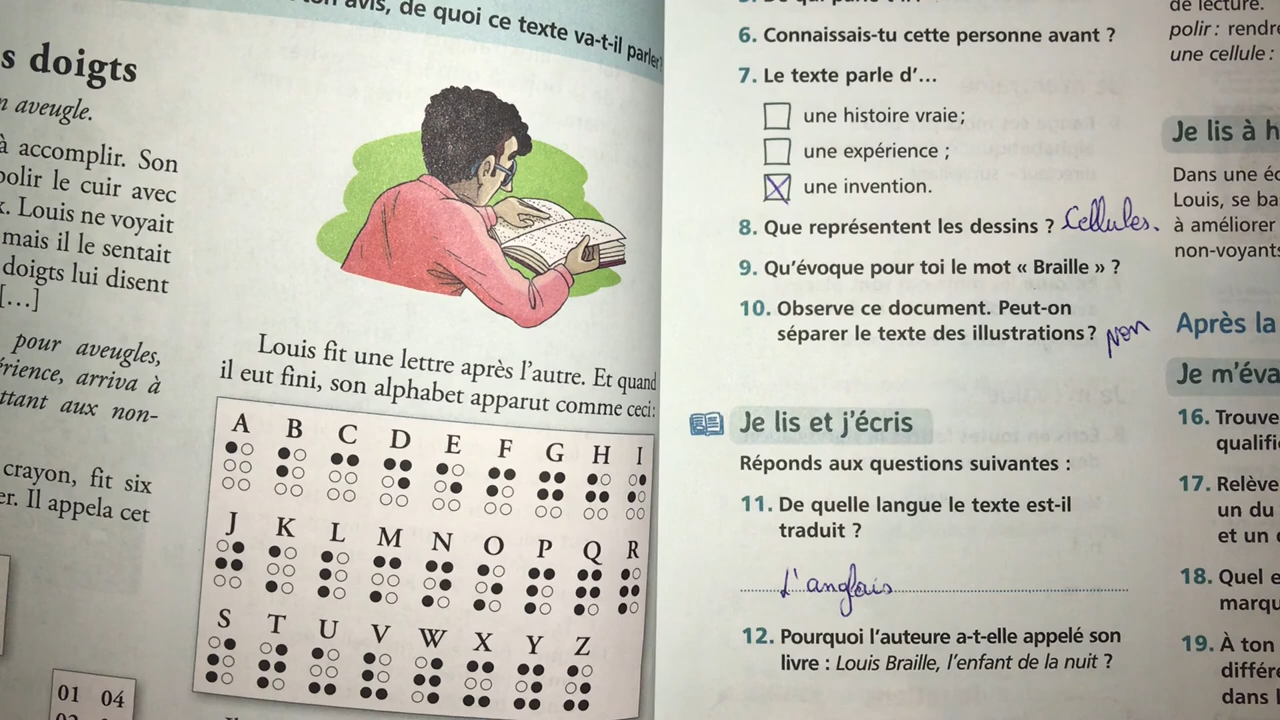 ton avis, de quoi ce texte va-t-il parler?
s doigts
n aveugle.
à accomplir. Son
polir le cuir avec
x. Louis ne voyait
mais il le sentait
doigts lui disent
[...]
pour aveugles,
érience, arriva à
ttant aux non-
crayon, fit six
er. Il appela cet
01 04
Louis fit une lettre après l'autre. Et quand
il eut fini, son alphabet apparut comme ceci:
A B C D E F G H I
J K L M N O P Q R
S T U V W X Y Z
6. Connaissais-tu cette personne avant ?
7. Le texte parle d'...
une histoire vraie;
une expérience ;
une invention.
8. Que représentent les dessins ? Cellules.
9. Qu'évoque pour toi le mot « Braille » ?
10. Observe ce document. Peut-on
séparer le texte des illustrations? Non
Je lis et j'écris
Réponds aux questions suivantes :
11. De quelle langue le texte est-il
traduit ?
L'anglais
12. Pourquoi l'auteure a-t-elle appelé son
livre : Louis Braille, l'enfant de la nuit ?
de lecture.
polir : rendre
une cellule :
Je lis à h
Dans une éc
Louis, se ba
à améliorer
non-voyants
Après la
Je m'éva
16. Trouve
qualifi
17. Relève
un du
et un
18. Quel e
marqu
19. À ton
différe
dans l